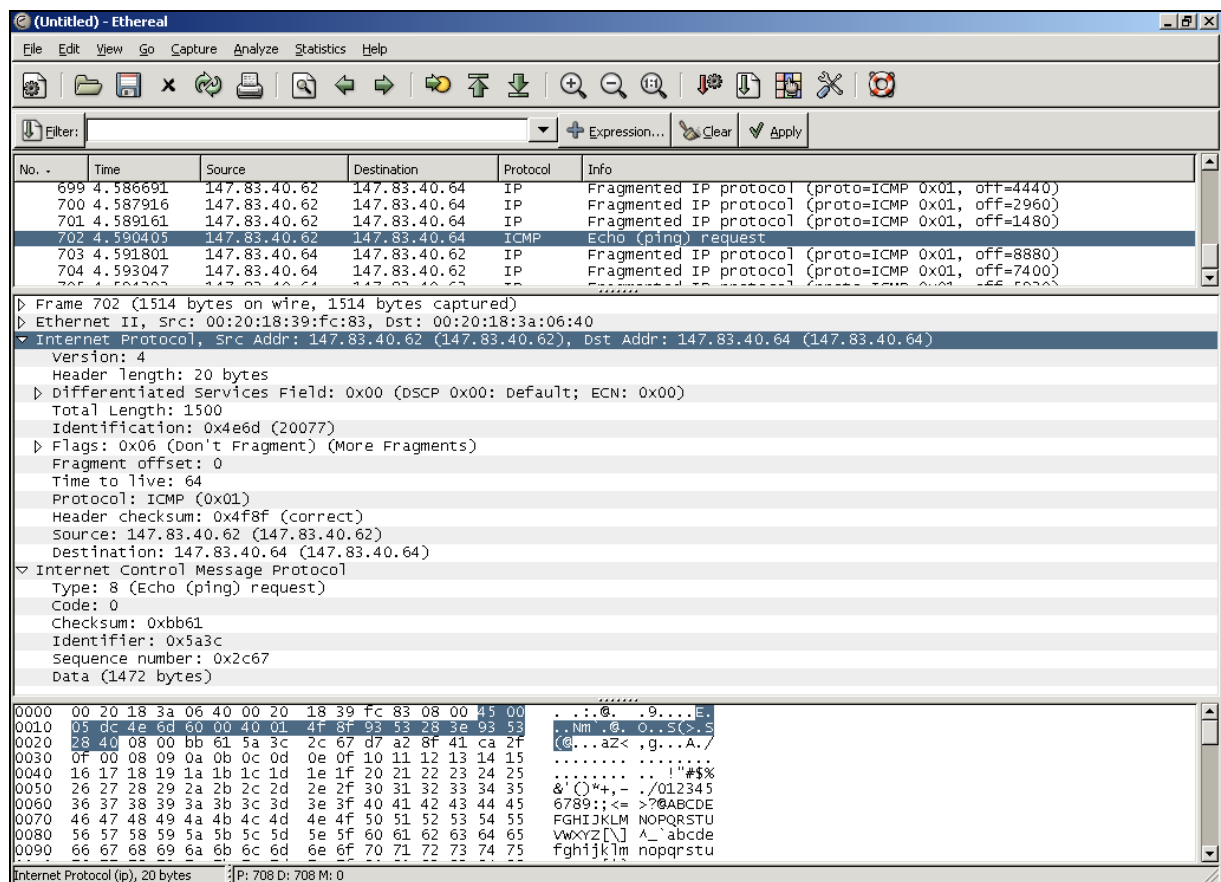 (Untitled) - Ethereal
File Edit View Go Capture Analyze Statistics Help
Filter: Expression... Clear Apply
No. Time Source Destination Protocol Info
699 4.586691 147.83.40.62 147.83.40.64 IP Fragmented IP protocol (proto=ICMP 0x01, off=4440)
700 4.587916 147.83.40.62 147.83.40.64 IP Fragmented IP protocol (proto=ICMP 0x01, off=2960)
701 4.589161 147.83.40.62 147.83.40.64 IP Fragmented IP protocol (proto=ICMP 0x01, off=1480)
702 4.590405 147.83.40.62 147.83.40.64 ICMP Echo (ping) request
703 4.591801 147.83.40.64 147.83.40.62 IP Fragmented IP protocol (proto=ICMP 0x01, off=8880)
704 4.593047 147.83.40.64 147.83.40.62 IP Fragmented IP protocol (proto=ICMP 0x01, off=7400)
Frame 702 (1514 bytes on wire, 1514 bytes captured)
Ethernet II, Src: 00:20:18:39:fc:83, Dst: 00:20:18:3a:06:40
Internet Protocol, Src Addr: 147.83.40.62 (147.83.40.62), Dst Addr: 147.83.40.64 (147.83.40.64)
Version: 4
Header length: 20 bytes
Differentiated Services Field: 0x00 (DSCP 0x00: Default; ECN: 0x00)
Total Length: 1500
Identification: 0x4e6d (20077)
Flags: 0x06 (Don't Fragment) (More Fragments)
Fragment offset: 0
Time to live: 64
Protocol: ICMP (0x01)
Header checksum: 0x4f8f (correct)
Source: 147.83.40.62 (147.83.40.62)
Destination: 147.83.40.64 (147.83.40.64)
Internet Control Message Protocol
Type: 8 (Echo (ping) request)
Code: 0
Checksum: 0xbb61
Identifier: 0x5a3c
Sequence number: 0x2c67
Data (1472 bytes)
0000 00 20 18 3a 06 40 00 20 18 39 fc 83 08 00 45 00 . ..:.@. .9....E.
0010 05 dc 4e 6d 60 00 40 01 4f 8f 93 53 28 3e 93 53 ..Nm`.@. O..S(>.S
0020 28 40 08 00 bb 61 5a 3c 2c 67 d7 a2 8f 41 ca 2f (@...aZ< ,g...A./
0030 0f 00 08 09 0a 0b 0c 0d 0e 0f 10 11 12 13 14 15 ........ ........
0040 16 17 18 19 1a 1b 1c 1d 1e 1f 20 21 22 23 24 25 ........ .. !"#$%
0050 26 27 28 29 2a 2b 2c 2d 2e 2f 30 31 32 33 34 35 &'()*+,- ./012345
0060 36 37 38 39 3a 3b 3c 3d 3e 3f 40 41 42 43 44 45 6789:;<= >?@ABCDE
0070 46 47 48 49 4a 4b 4c 4d 4e 4f 50 51 52 53 54 55 FGHIJKLM NOPQRSTU
0080 56 57 58 59 5a 5b 5c 5d 5e 5f 60 61 62 63 64 65 VWXYZ[\] ^_`abcde
0090 66 67 68 69 6a 6b 6c 6d 6e 6f 70 71 72 73 74 75 fghijklm nopqrstu
Internet Protocol (ip), 20 bytes P: 708 D: 708 M: 0